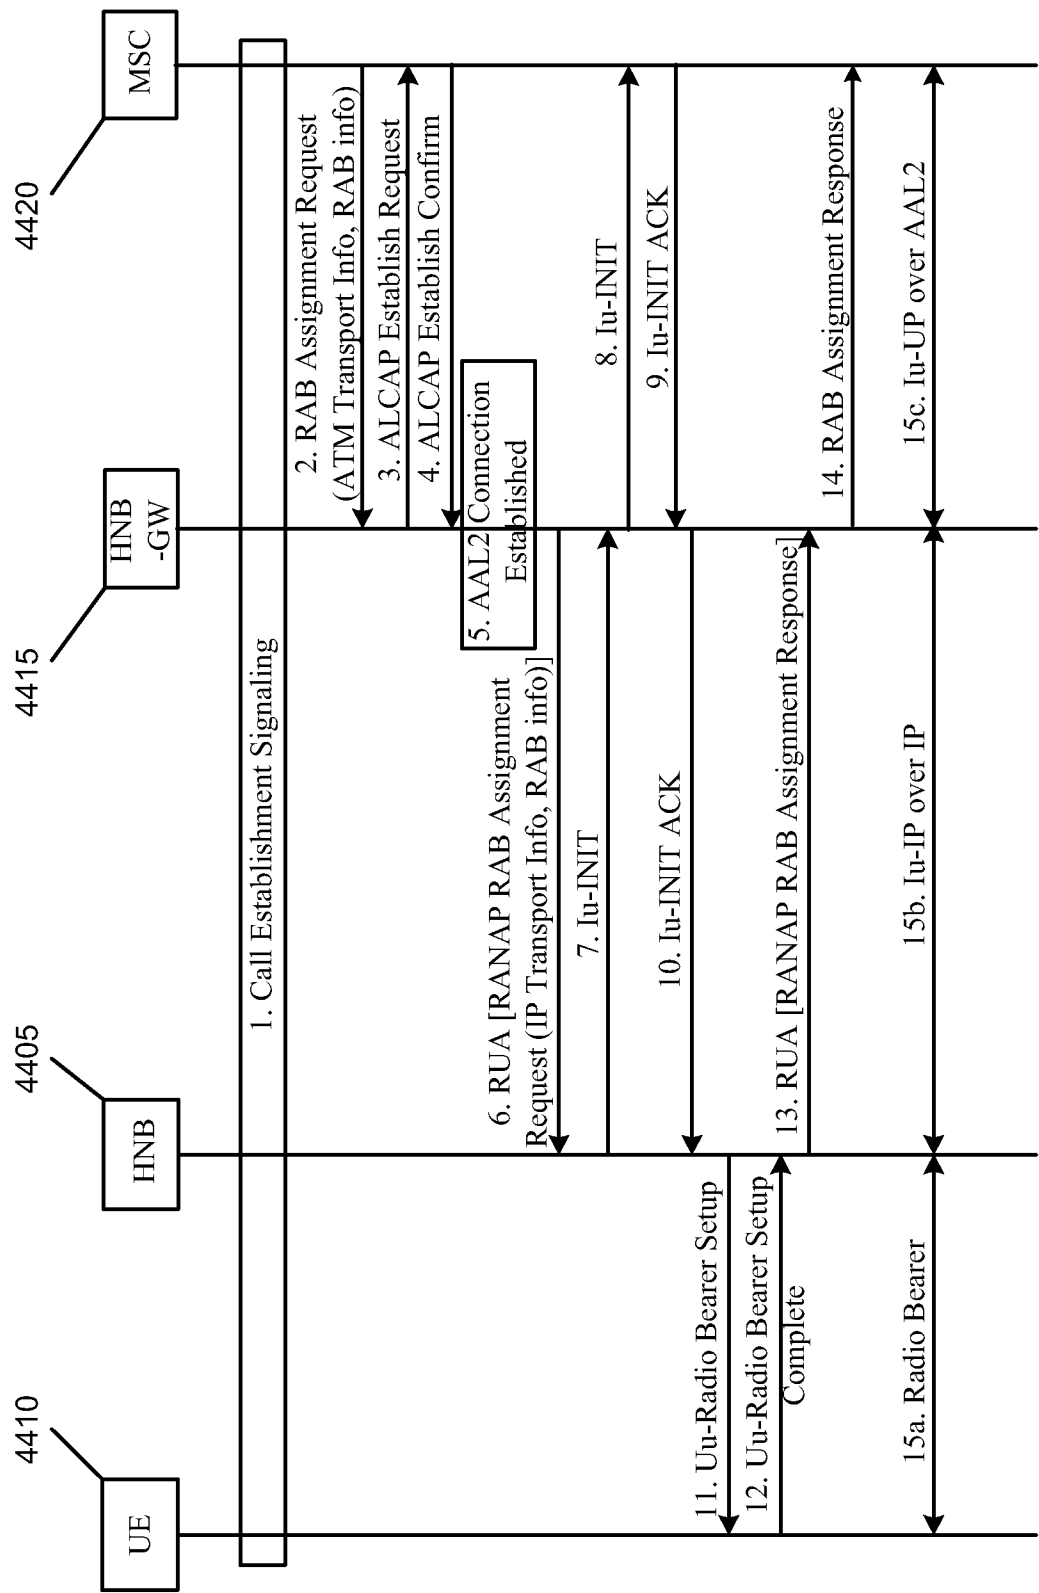 4410
4405
4415
4420
UE
HNB
HNB
-GW
MSC
1. Call Establishment Signaling
2. RAB Assignment Request
(ATM Transport Info, RAB info)
3. ALCAP Establish Request
4. ALCAP Establish Confirm
5. AAL2 Connection
Established
6. RUA [RANAP RAB Assignment
Request (IP Transport Info, RAB info)]
7. Iu-INIT
8. Iu-INIT
9. Iu-INIT ACK
10. Iu-INIT ACK
11. Uu-Radio Bearer Setup
12. Uu-Radio Bearer Setup
Complete
13. RUA [RANAP RAB Assignment Response]
14. RAB Assignment Response
15a. Radio Bearer
15b. Iu-IP over IP
15c. Iu-UP over AAL2